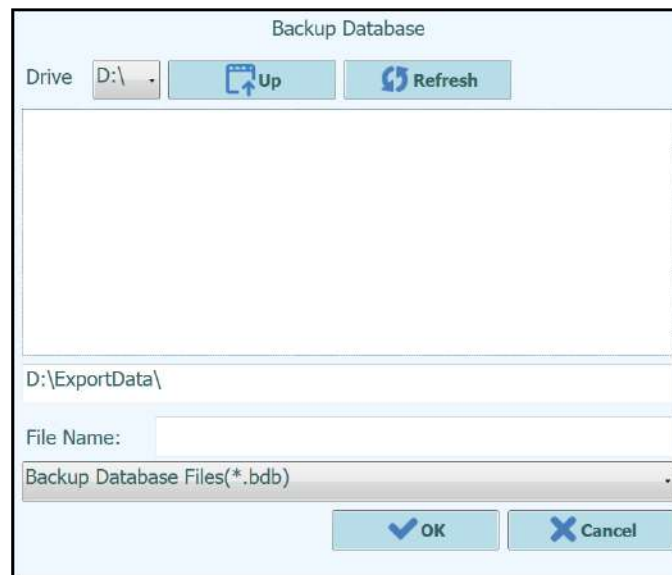 Backup Database
Drive D:\ Up Refresh
D:\ExportData\
File Name:
Backup Database Files(*.bdb)
OK Cancel